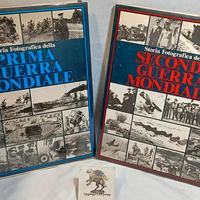 Storia Fotografica della
PRIMA
GUERRA
MONDIALE
Storia Fotografica della
SECONDA
GUERRA
MONDIALE